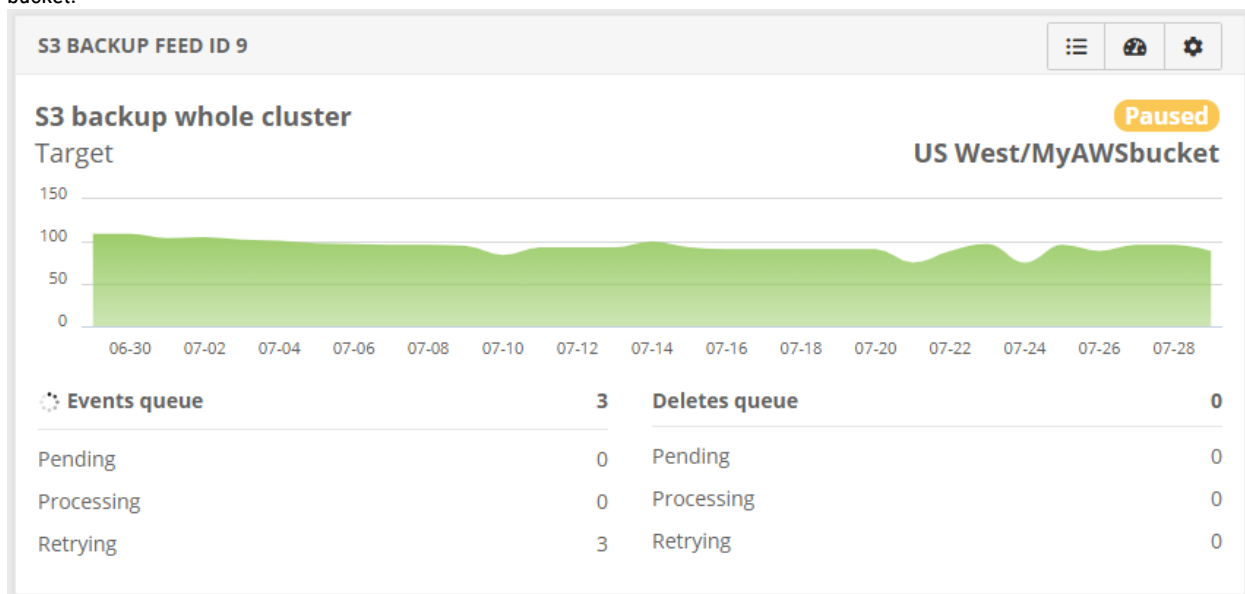 bucket.
S3 BACKUP FEED ID 9
S3 backup whole cluster
Paused
Target
US West/MyAWSbucket
150
100
50
0
06-30 07-02 07-04 07-06 07-08 07-10 07-12 07-14 07-16 07-18 07-20 07-22 07-24 07-26 07-28
Events queue 3
Pending 0
Processing 0
Retrying 3
Deletes queue 0
Pending 0
Processing 0
Retrying 0